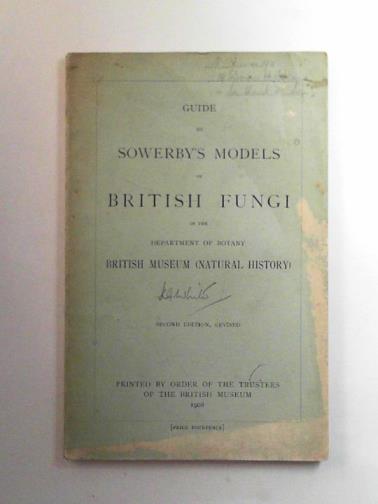 GUIDE
TO
SOWERBY'S MODELS
OF
BRITISH FUNGI
IN THE
DEPARTMENT OF BOTANY
BRITISH MUSEUM (NATURAL HISTORY)
SECOND EDITION, REVISED
PRINTED BY ORDER OF THE TRUSTEES
OF THE BRITISH MUSEUM
1908
[PRICE FOURPENCE]